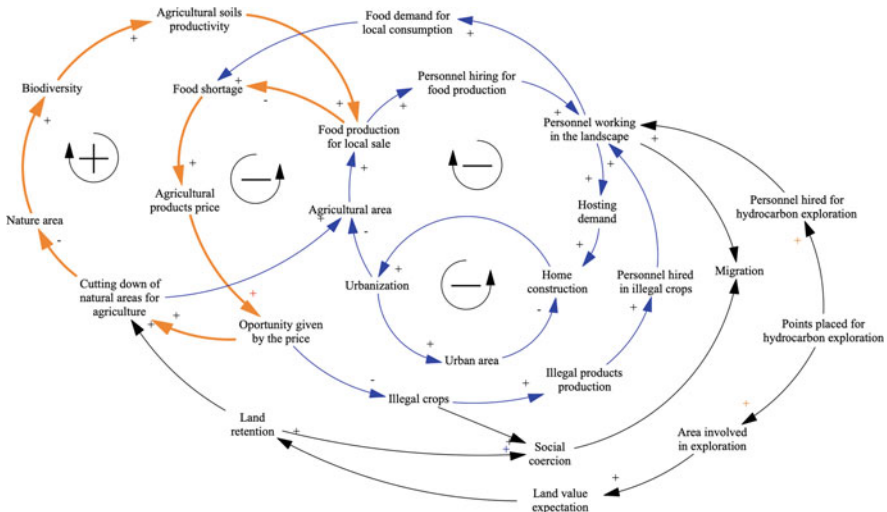 Agricultural soils
productivity
Food demand for
local consumption
Biodiversity
Food shortage
Personnel hiring for
food production
Food production
for local sale
Personnel working
in the landscape
Agricultural
products price
Agricultural area
Hosting
demand
Personnel hired for
hydrocarbon exploration
Nature area
Cutting down of
natural areas for
agriculture
Urbanization
Home
construction
Personnel hired
in illegal crops
Migration
Oportunity given
by the price
Urban area
Points placed for
hydrocarbon exploration
Illegal products
production
Illegal crops
Land
retention
Social
coercion
Area involved
in exploration
Land value
expectation